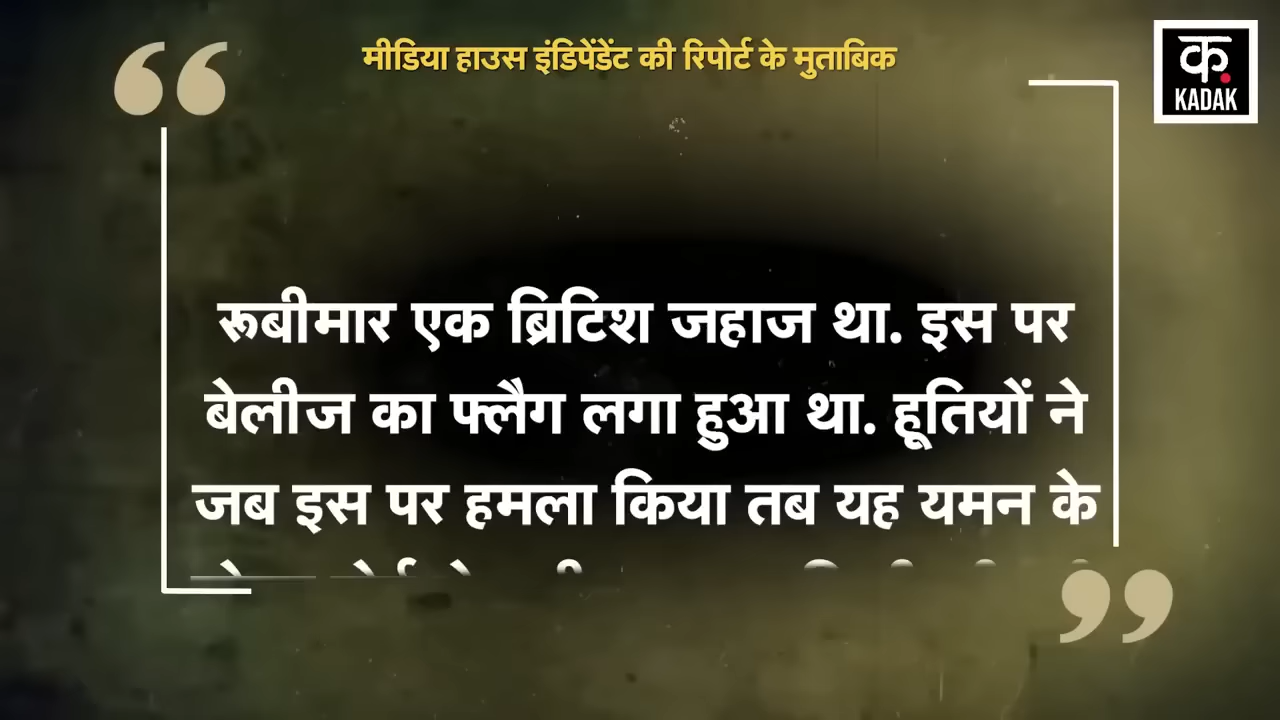 मीडिया हाउस इंडिपेंडेंट की रिपोर्ट के मुताबिक
क
KADAK
रूबीमार एक ब्रिटिश जहाज था. इस पर
बेलीज का फ्लैग लगा हुआ था. हूतियों ने
जब इस पर हमला किया तब यह यमन के